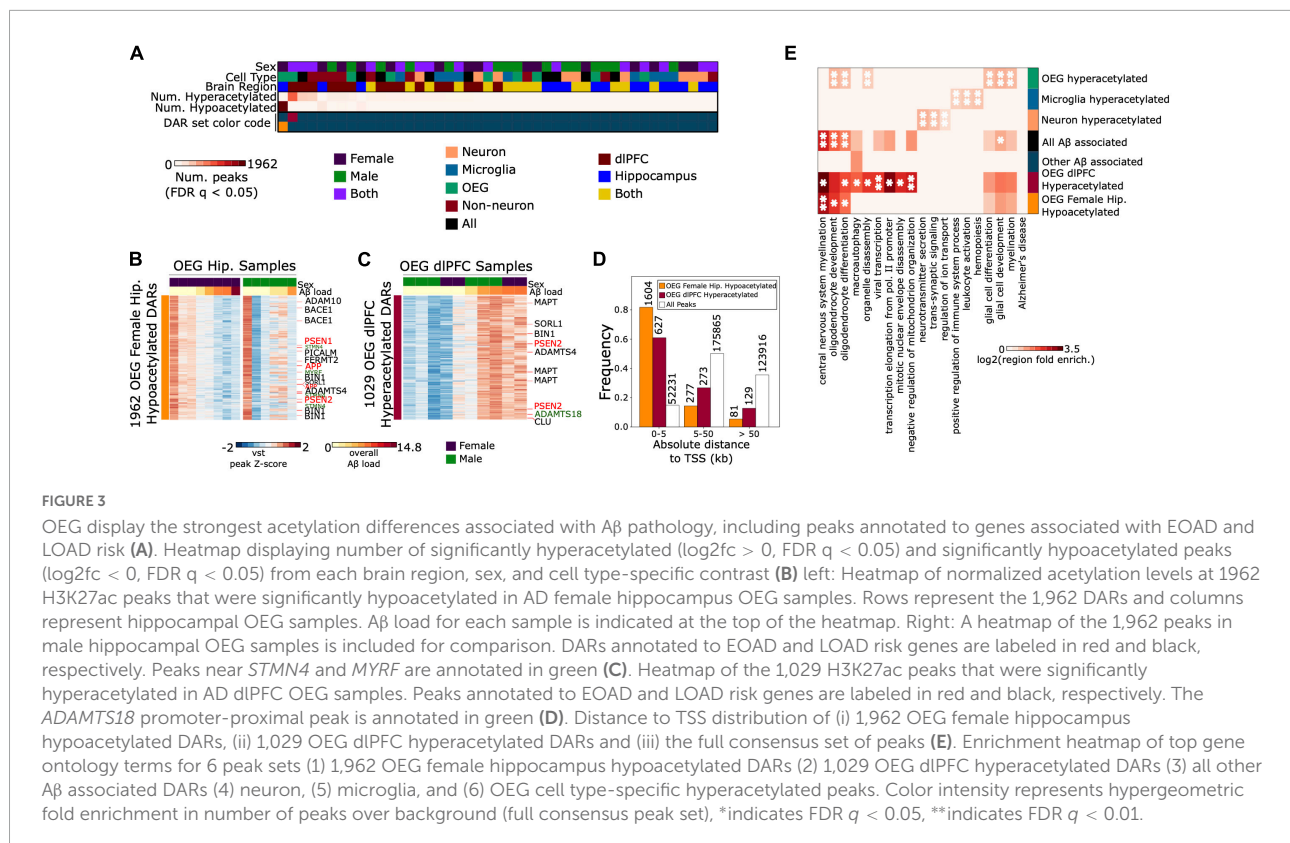 A
Sex
Cell Type
Brain Region
Num. Hyperacetylated
Num. Hypoacetylated
DAR set color code
0 1962
Num. peaks
(FDR q < 0.05)
Female
Male
Both
Neuron
Microglia
OEG
Non-neuron
All
dlPFC
Hippocampus
Both
B
OEG Hip. Samples
Sex
Aβ load
1962 OEG Female Hip.
Hypoacetylated DARs
ADAM10
BACE1
BACE1
PSEN1
STMN4
PICALM
FERMT2
APP
MYRF
BIN1
SORL1
ADAMTS4
PSEN2
STMN4
BIN1
BIN1
-2 2
vst
peak Z-score
0 14.8
overall
Aβ load
C
OEG dlPFC Samples
Sex
Aβ load
1029 OEG dlPFC
Hyperacetylated DARs
MAPT
SORL1
BIN1
PSEN2
ADAMTS4
MAPT
MAPT
PSEN2
ADAMTS18
CLU
Female
Male
D
OEG Female Hip. Hypoacetylated
OEG dlPFC Hyperacetylated
All Peaks
Frequency
0.8
0.6
0.4
0.2
0.0
1604
627
52231
277
273
175865
81
129
123916
0-5
5-50
> 50
Absolute distance
to TSS (kb)
E
OEG hyperacetylated
Microglia hyperacetylated
Neuron hyperacetylated
All Aβ associated
Other Aβ associated
OEG dlPFC
Hyperacetylated
OEG Female Hip.
Hypoacetylated
central nervous system myelination
oligodendrocyte development
oligodendrocyte differentiation
macroautophagy
organelle disassembly
viral transcription
transcription elongation from pol. II promoter
mitotic nuclear envelope disassembly
negative regulation of mitochondrion organization
neurotransmitter secretion
trans-synaptic signaling
regulation of ion transport
positive regulation of immune system process
leukocyte activation
hemopoiesis
glial cell differentiation
glial cell development
myelination
Alzheimer's disease
0 3.5
log2(region fold enrich.)
FIGURE 3
OEG display the strongest acetylation differences associated with Aβ pathology, including peaks annotated to genes associated with EOAD and
LOAD risk (A). Heatmap displaying number of significantly hyperacetylated (log2fc > 0, FDR q < 0.05) and significantly hypoacetylated peaks
(log2fc < 0, FDR q < 0.05) from each brain region, sex, and cell type-specific contrast (B) left: Heatmap of normalized acetylation levels at 1962
H3K27ac peaks that were significantly hypoacetylated in AD female hippocampus OEG samples. Rows represent the 1,962 DARs and columns
represent hippocampal OEG samples. Aβ load for each sample is indicated at the top of the heatmap. Right: A heatmap of the 1,962 peaks in
male hippocampal OEG samples is included for comparison. DARs annotated to EOAD and LOAD risk genes are labeled in red and black,
respectively. Peaks near STMN4 and MYRF are annotated in green (C). Heatmap of the 1,029 H3K27ac peaks that were significantly
hyperacetylated in AD dlPFC OEG samples. Peaks annotated to EOAD and LOAD risk genes are labeled in red and black, respectively. The
ADAMTS18 promoter-proximal peak is annotated in green (D). Distance to TSS distribution of (i) 1,962 OEG female hippocampus
hypoacetylated DARs, (ii) 1,029 OEG dlPFC hyperacetylated DARs and (iii) the full consensus set of peaks (E). Enrichment heatmap of top gene
ontology terms for 6 peak sets (1) 1,962 OEG female hippocampus hypoacetylated DARs (2) 1,029 OEG dlPFC hyperacetylated DARs (3) all other
Aβ associated DARs (4) neuron, (5) microglia, and (6) OEG cell type-specific hyperacetylated peaks. Color intensity represents hypergeometric
fold enrichment in number of peaks over background (full consensus peak set), *indicates FDR q < 0.05, **indicates FDR q < 0.01.